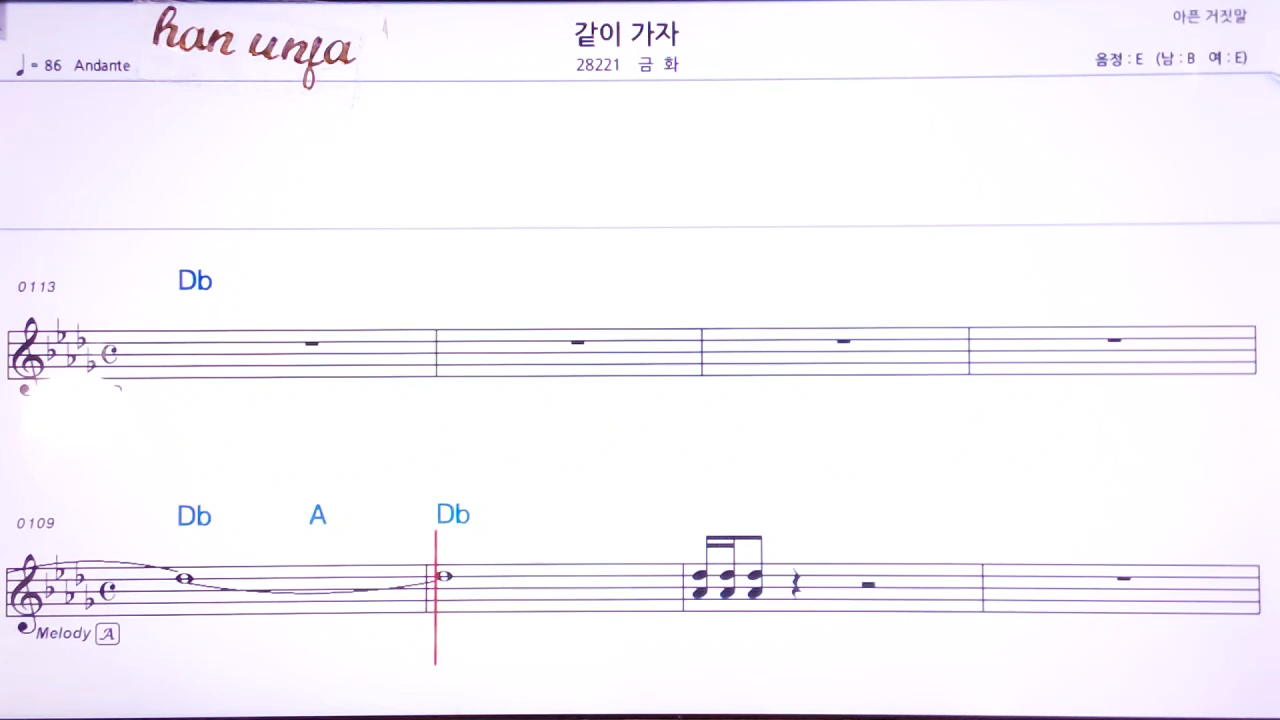 han unfa
같이 가자
아픈 거짓말
♩= 86 Andante
28221 금 화
음정 : E (남 : B 여 : E)
0113
Db
0109
Db A Db
Melody A